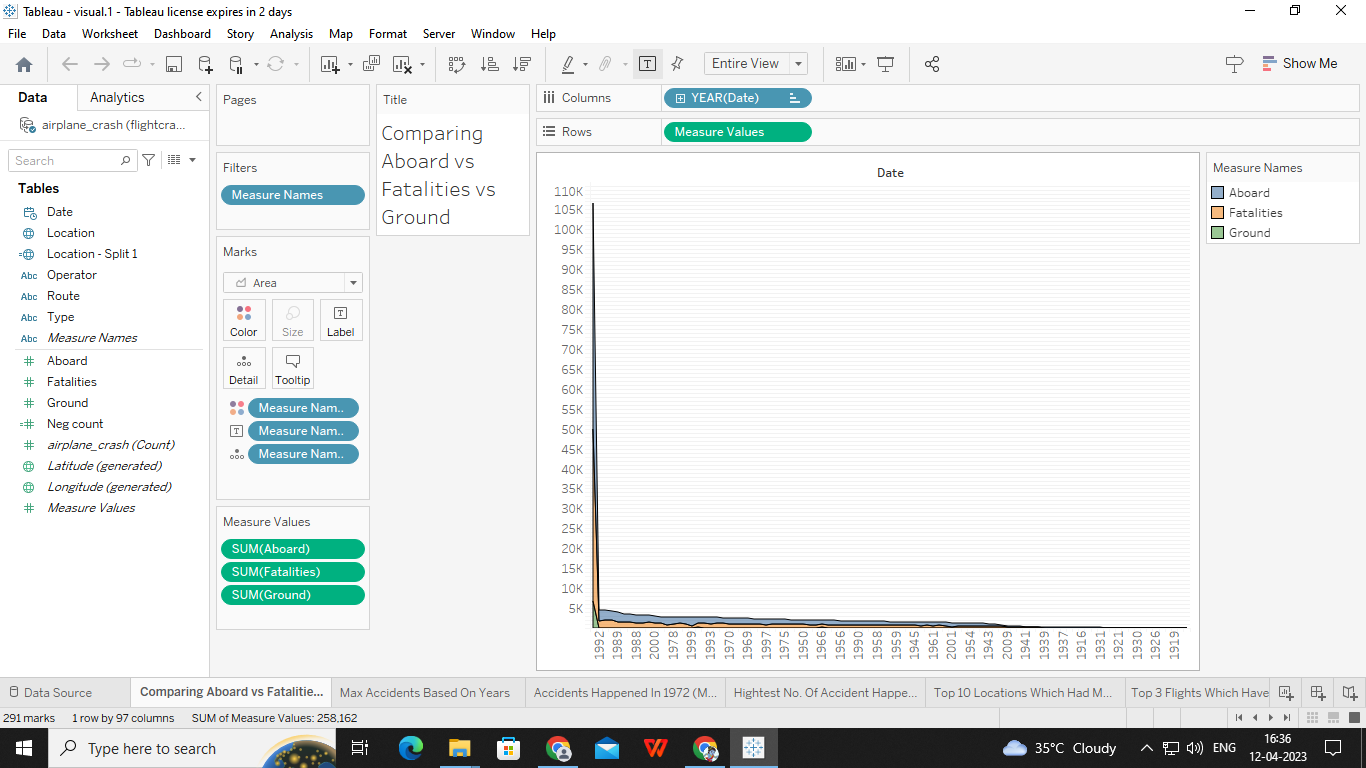 Tableau - visual.1 - Tableau license expires in 2 days
File Data Worksheet Dashboard Story Analysis Map Format Server Window Help
Entire View
Show Me
Data Analytics
airplane_crash (flightcra...
Search
Tables
Date
Location
Location - Split 1
Abc Operator
Abc Route
Abc Type
Abc Measure Names
Aboard
Fatalities
Ground
Neg count
airplane_crash (Count)
Latitude (generated)
Longitude (generated)
Measure Values
Pages
Filters
Measure Names
Marks
Area
Color Size Label
Detail Tooltip
Measure Nam..
Measure Nam..
Measure Nam..
Measure Values
SUM(Aboard)
SUM(Fatalities)
SUM(Ground)
Title
Comparing
Aboard vs
Fatalities vs
Ground
Columns YEAR(Date)
Rows Measure Values
Date
110K
105K
100K
95K
90K
85K
80K
75K
70K
65K
60K
55K
50K
45K
40K
35K
30K
25K
20K
15K
10K
5K
1992 1989 1988 2000 1978 1999 1993 1970 1969 1997 1975 1950 1966 1956 1990 1958 1959 1945 1961 2001 1954 1943 2009 1941 1939 1937 1916 1931 1921 1930 1926 1919
Measure Names
Aboard
Fatalities
Ground
Data Source Comparing Aboard vs Fatalitie... Max Accidents Based On Years Accidents Happened In 1972 (M... Hightest No. Of Accident Happe... Top 10 Locations Which Had M... Top 3 Flights Which Have
291 marks 1 row by 97 columns SUM of Measure Values: 258,162
Type here to search
35°C Cloudy
ENG
16:36
12-04-2023